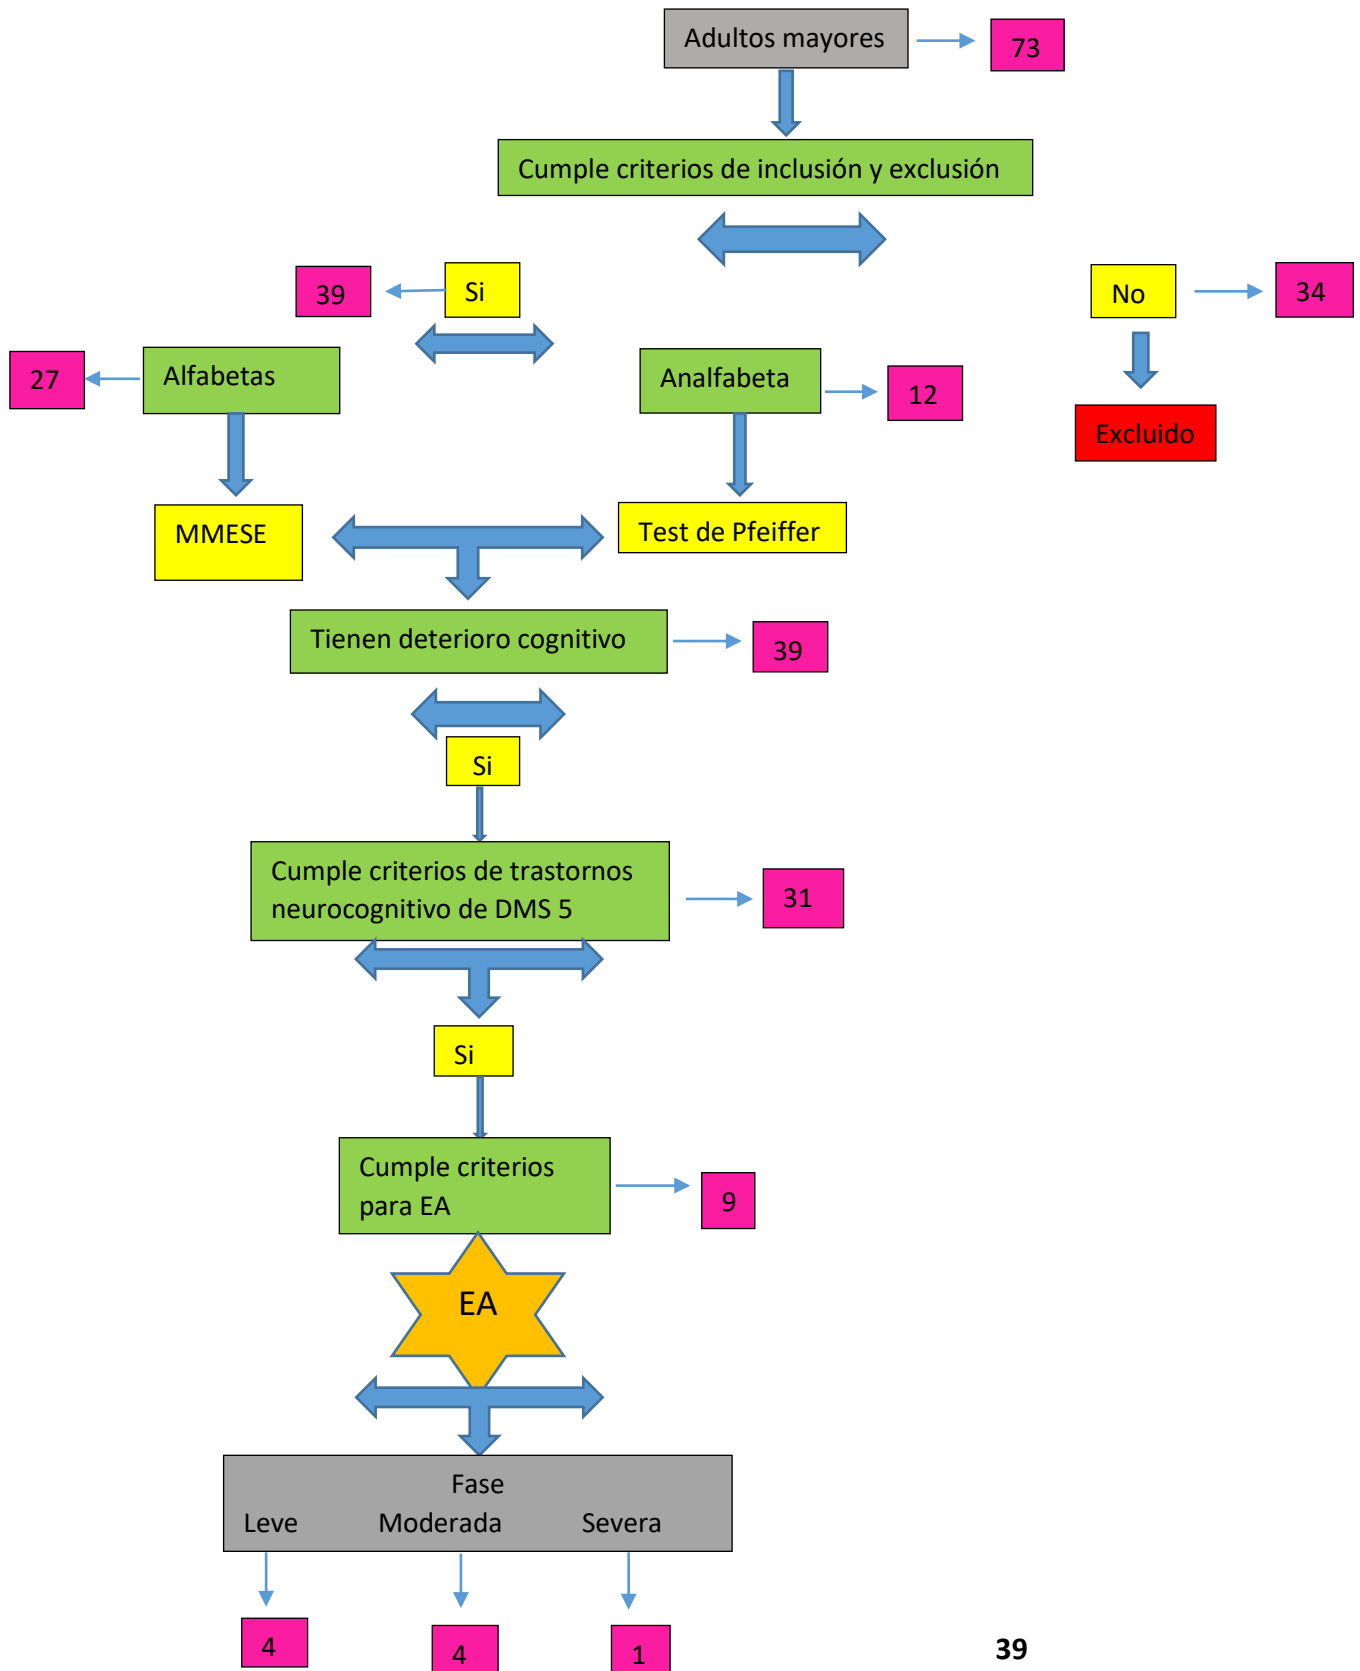 Adultos mayores
73
Cumple criterios de inclusión y exclusión
39
Si
No
34
27
Alfabetas
Analfabeta
12
Excluido
MMESE
Test de Pfeiffer
Tienen deterioro cognitivo
39
Si
Cumple criterios de trastornos
neurocognitivo de DMS 5
31
Si
Cumple criterios
para EA
9
EA
Fase
Leve Moderada Severa
4
4
1
39